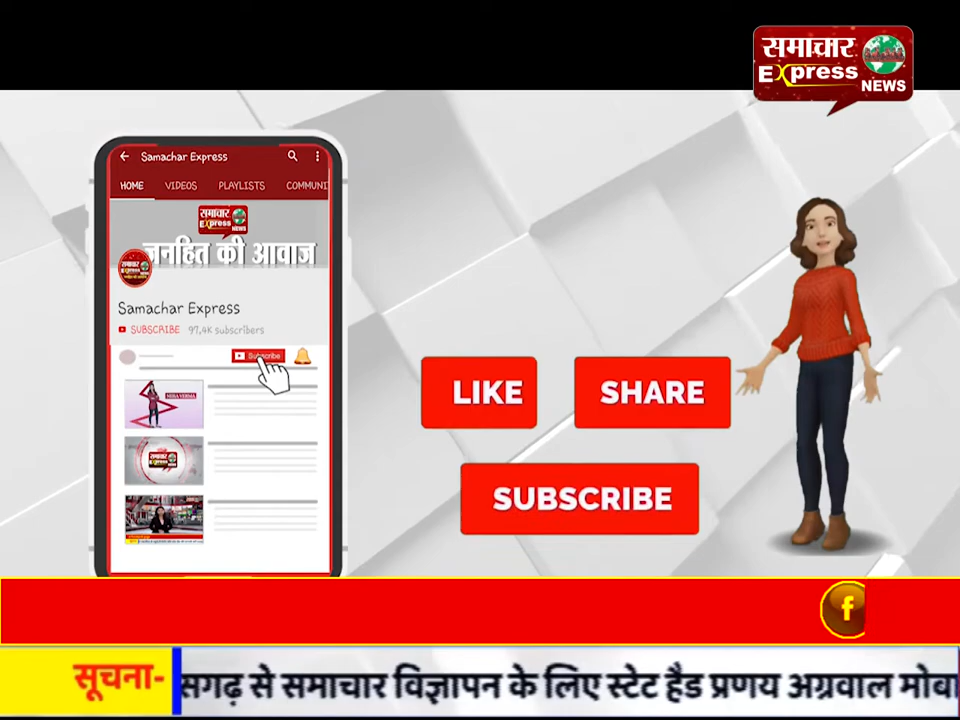 समाचार
Express
NEWS
Samachar Express
HOME VIDEOS PLAYLISTS COMMUNI
समाचार
Express
NEWS
जनहित की आवाज
Samachar Express
SUBSCRIBE 97.4K subscribers
Subscribe
LIKE SHARE
SUBSCRIBE
f
सूचना- सगढ़ से समाचार विज्ञापन के लिए स्टेट हैड प्रणय अग्रवाल मोबा